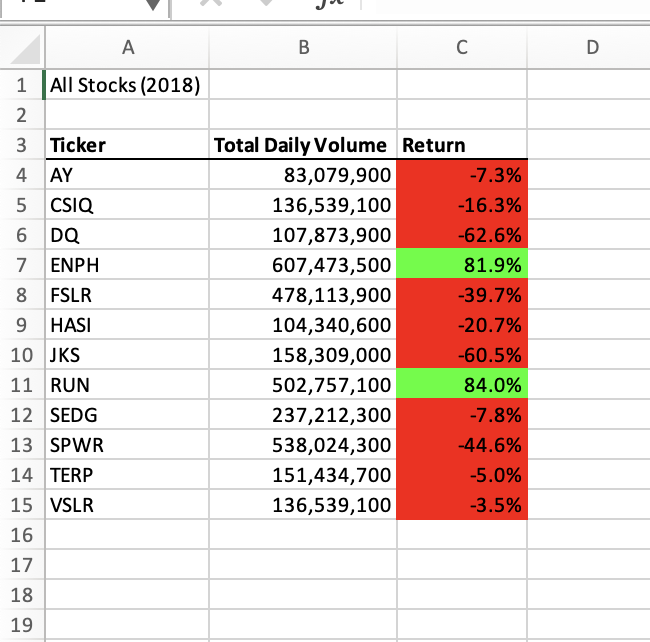 A B C D
1 All Stocks (2018)
2
3 Ticker Total Daily Volume Return
4 AY 83,079,900 -7.3%
5 CSIQ 136,539,100 -16.3%
6 DQ 107,873,900 -62.6%
7 ENPH 607,473,500 81.9%
8 FSLR 478,113,900 -39.7%
9 HASI 104,340,600 -20.7%
10 JKS 158,309,000 -60.5%
11 RUN 502,757,100 84.0%
12 SEDG 237,212,300 -7.8%
13 SPWR 538,024,300 -44.6%
14 TERP 151,434,700 -5.0%
15 VSLR 136,539,100 -3.5%
16
17
18
19